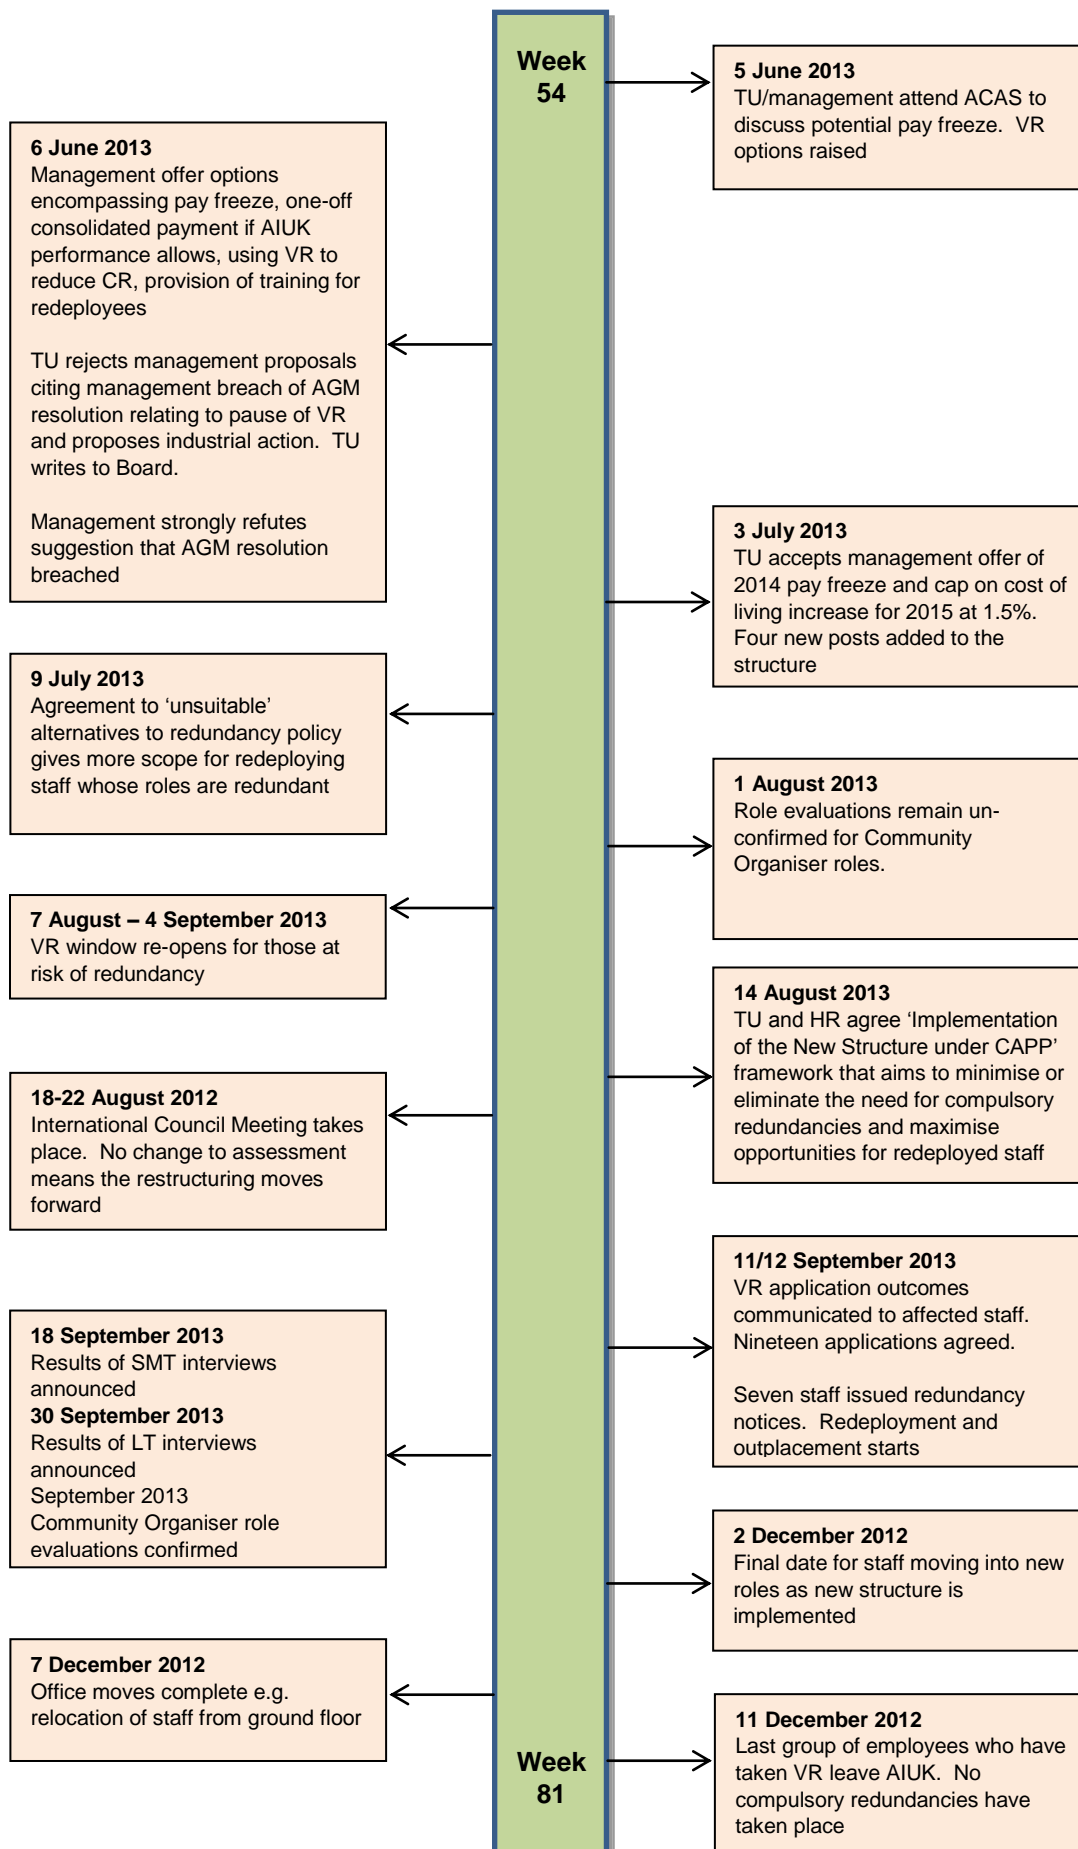 Week
54
5 June 2013
TU/management attend ACAS to
discuss potential pay freeze.  VR
options raised
6 June 2013
Management offer options
encompassing pay freeze, one-off
consolidated payment if AIUK
performance allows, using VR to
reduce CR, provision of training for
redeployees
TU rejects management proposals
citing management breach of AGM
resolution relating to pause of VR
and proposes industrial action.  TU
writes to Board.
Management strongly refutes
suggestion that AGM resolution
breached
3 July 2013
TU accepts management offer of
2014 pay freeze and cap on cost of
living increase for 2015 at 1.5%.
Four new posts added to the
structure
9 July 2013
Agreement to ‘unsuitable’
alternatives to redundancy policy
gives more scope for redeploying
staff whose roles are redundant
1 August 2013
Role evaluations remain un-
confirmed for Community
Organiser roles.
7 August – 4 September 2013
VR window re-opens for those at
risk of redundancy
14 August 2013
TU and HR agree ‘Implementation
of the New Structure under CAPP’
framework that aims to minimise or
eliminate the need for compulsory
redundancies and maximise
opportunities for redeployed staff
18-22 August 2012
International Council Meeting takes
place.  No change to assessment
means the restructuring moves
forward
11/12 September 2013
VR application outcomes
communicated to affected staff.
Nineteen applications agreed.
Seven staff issued redundancy
notices.  Redeployment and
outplacement starts
18 September 2013
Results of SMT interviews
announced
30 September 2013
Results of LT interviews
announced
September 2013
Community Organiser role
evaluations confirmed
2 December 2012
Final date for staff moving into new
roles as new structure is
implemented
7 December 2012
Office moves complete e.g.
relocation of staff from ground floor
11 December 2012
Last group of employees who have
taken VR leave AIUK.  No
compulsory redundancies have
taken place
Week
81